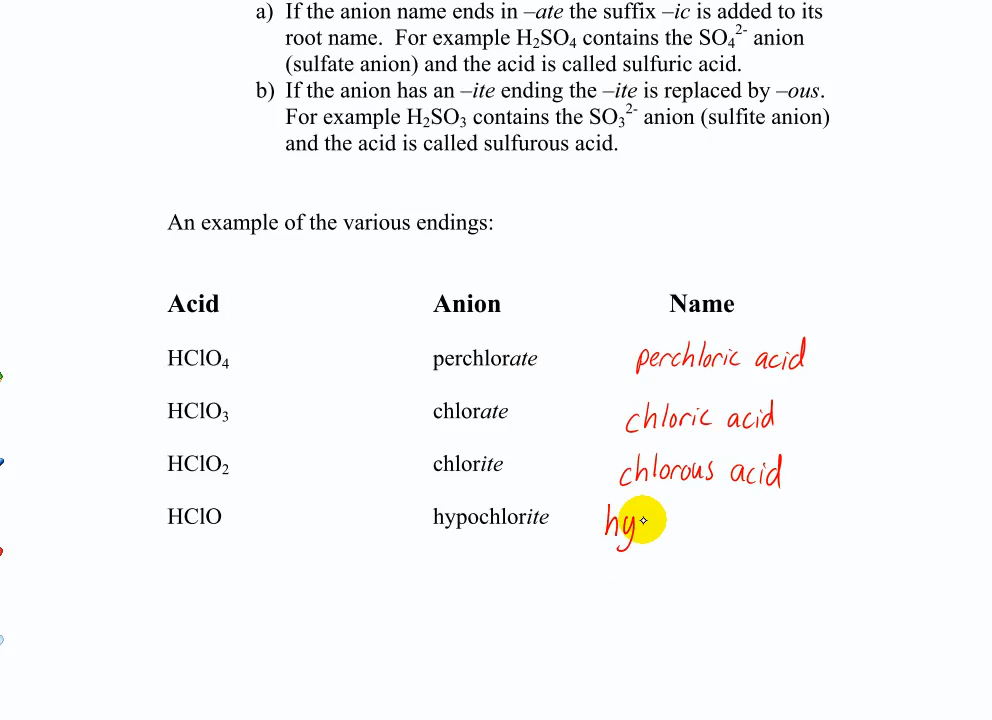 a) If the anion name ends in –ate the suffix –ic is added to its
root name. For example H₂SO₄ contains the SO₄²⁻ anion
(sulfate anion) and the acid is called sulfuric acid.
b) If the anion has an –ite ending the –ite is replaced by –ous.
For example H₂SO₃ contains the SO₃²⁻ anion (sulfite anion)
and the acid is called sulfurous acid.
An example of the various endings:
Acid Anion Name
HClO₄ perchlorate perchloric acid
HClO₃ chlorate chloric acid
HClO₂ chlorite chlorous acid
HClO hypochlorite hy